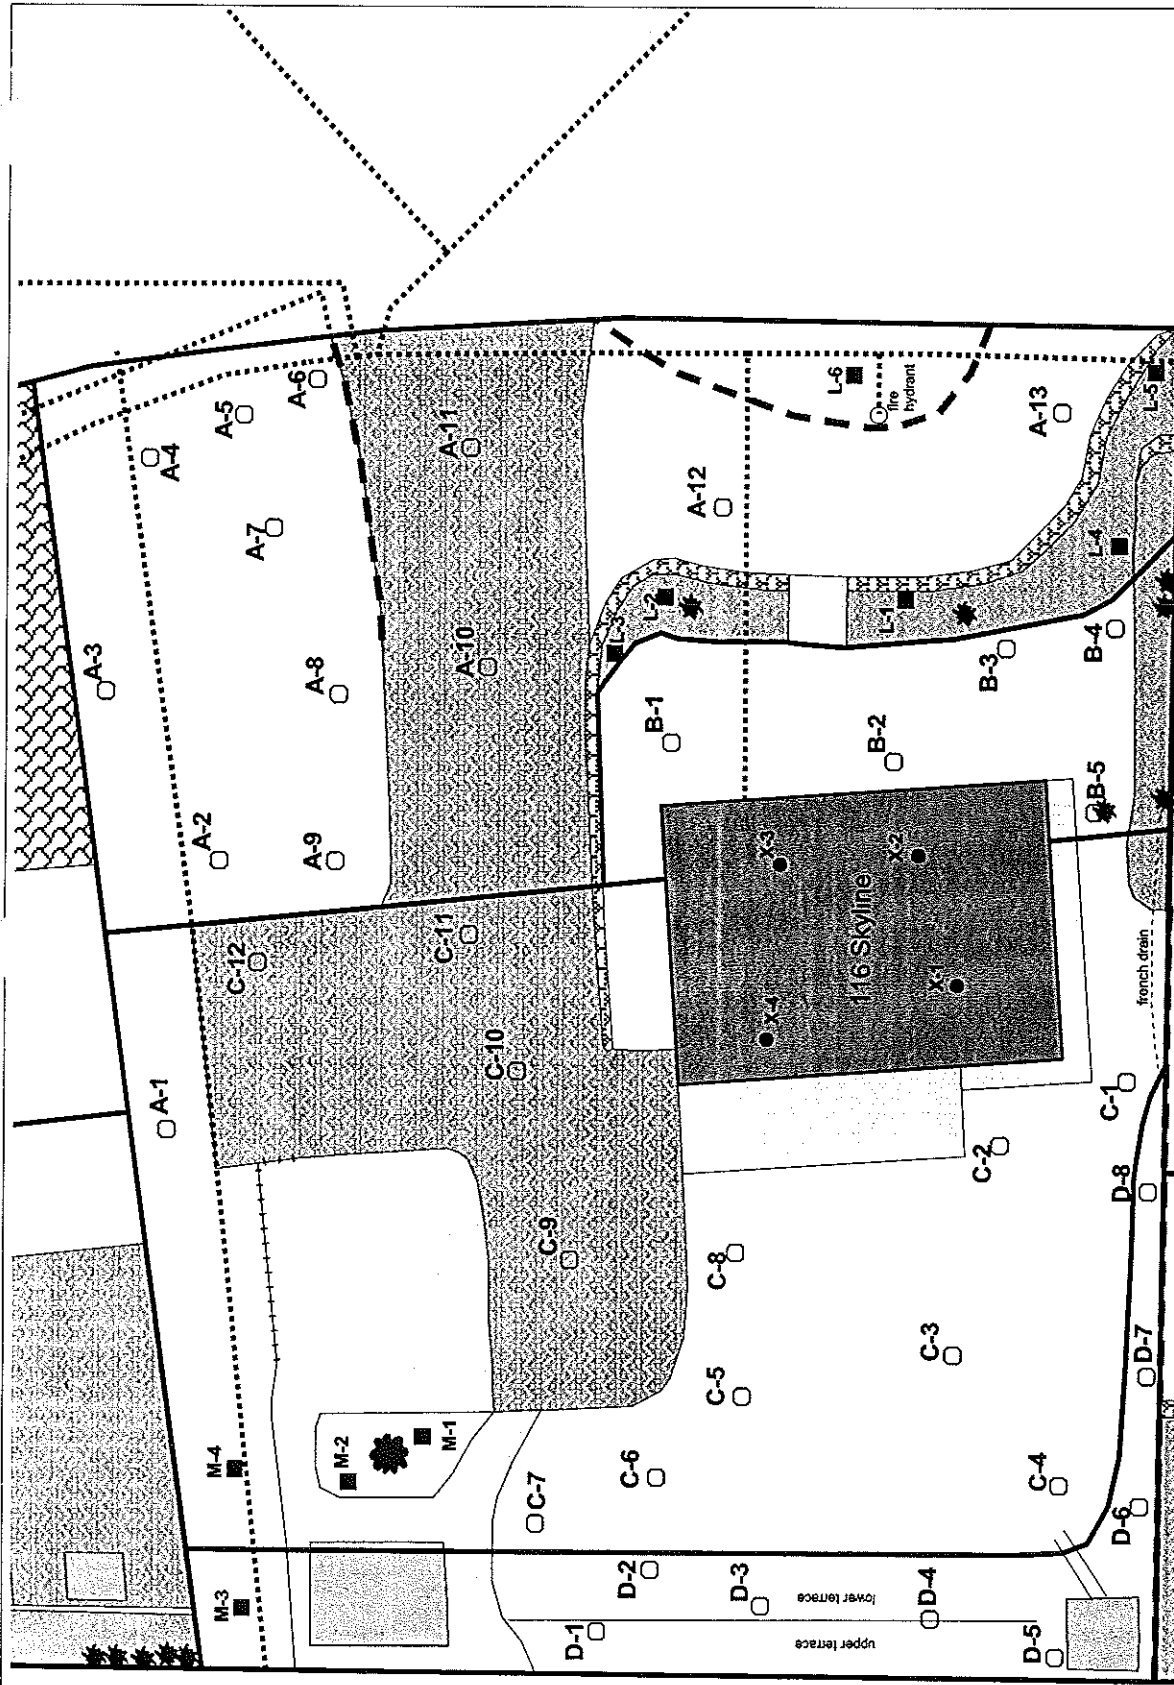 A-1
A-2
A-3
A-4
A-5
A-6
A-7
A-8
A-9
A-10
A-11
A-12
A-13
B-1
B-2
B-3
B-4
B-5
C-1
C-2
C-3
C-4
C-5
C-6
C-7
C-8
C-9
C-10
C-11
C-12
D-1
D-2
D-3
D-4
D-5
D-6
D-7
D-8
L-1
L-2
L-3
L-4
L-5
L-6
M-1
M-2
M-3
M-4
X-1
X-2
X-3
X-4
116 Skyline
fire
hydrant
french drain
lower terrace
upper terrace